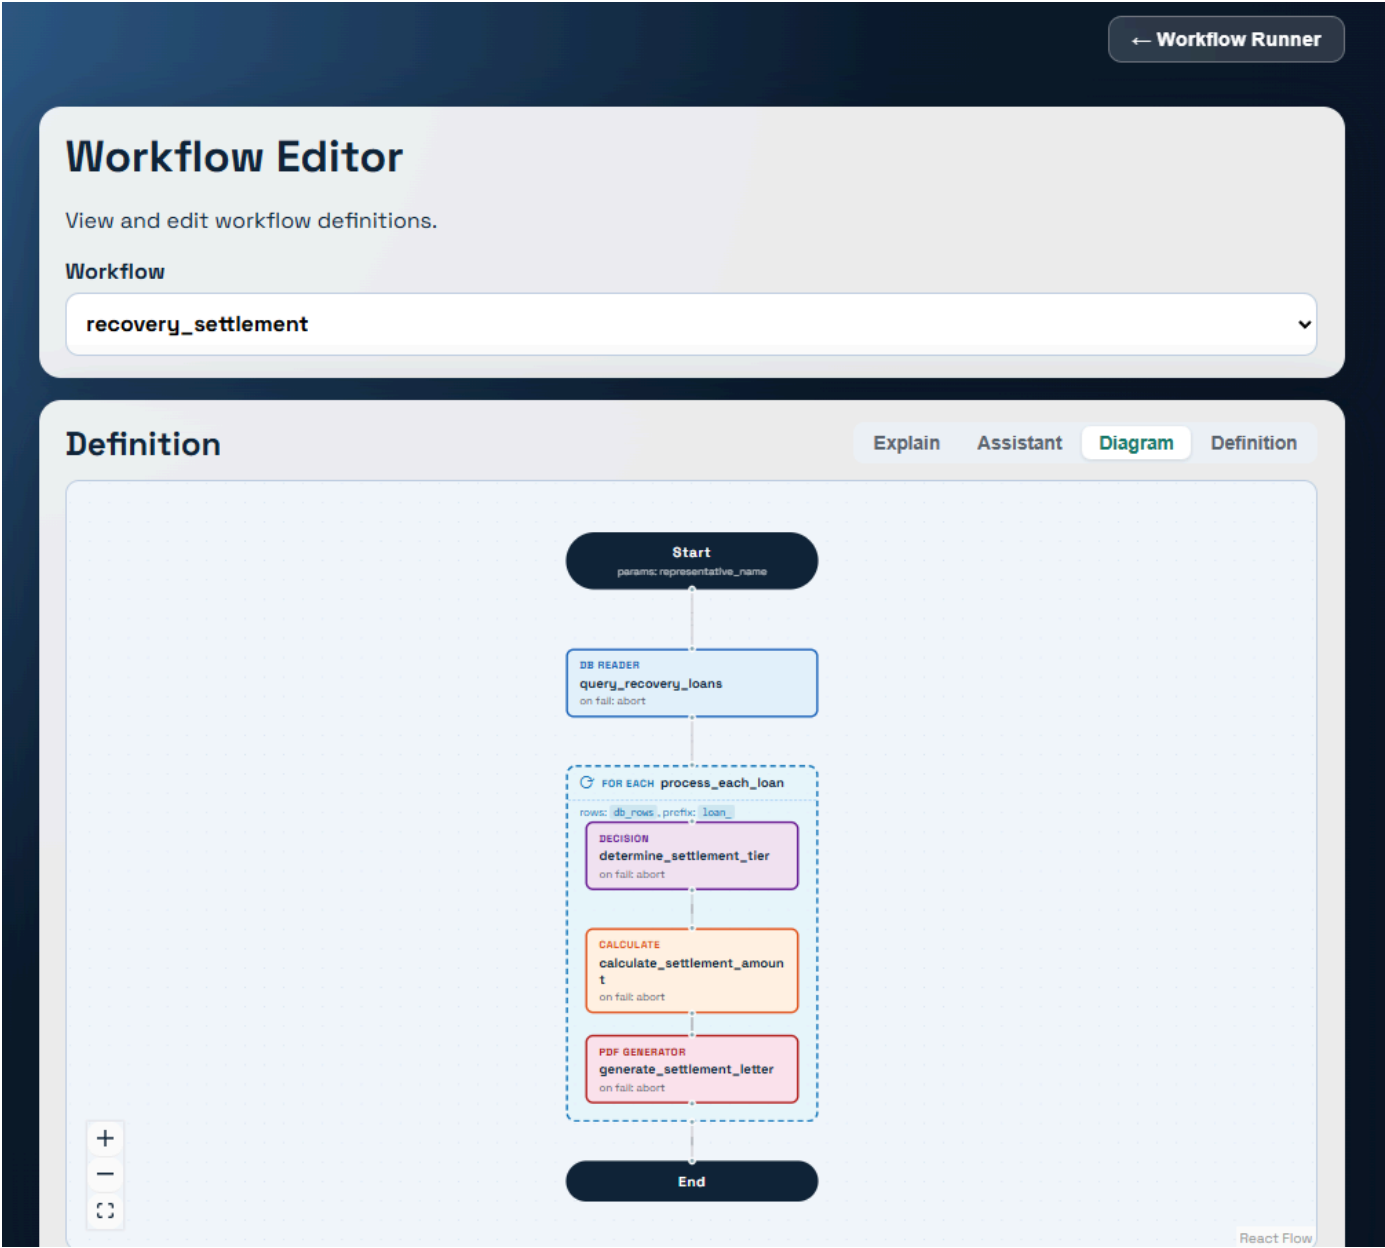 ← Workflow Runner
Workflow Editor
View and edit workflow definitions.
Workflow
recovery_settlement
Definition
Explain Assistant Diagram Definition
Start
params: representative_name
DB READER
query_recovery_loans
on fail: abort
FOR EACH process_each_loan
rows: db_rows, prefix: loan_
DECISION
determine_settlement_tier
on fail: abort
CALCULATE
calculate_settlement_amoun
t
on fail: abort
PDF GENERATOR
generate_settlement_letter
on fail: abort
End
React Flow